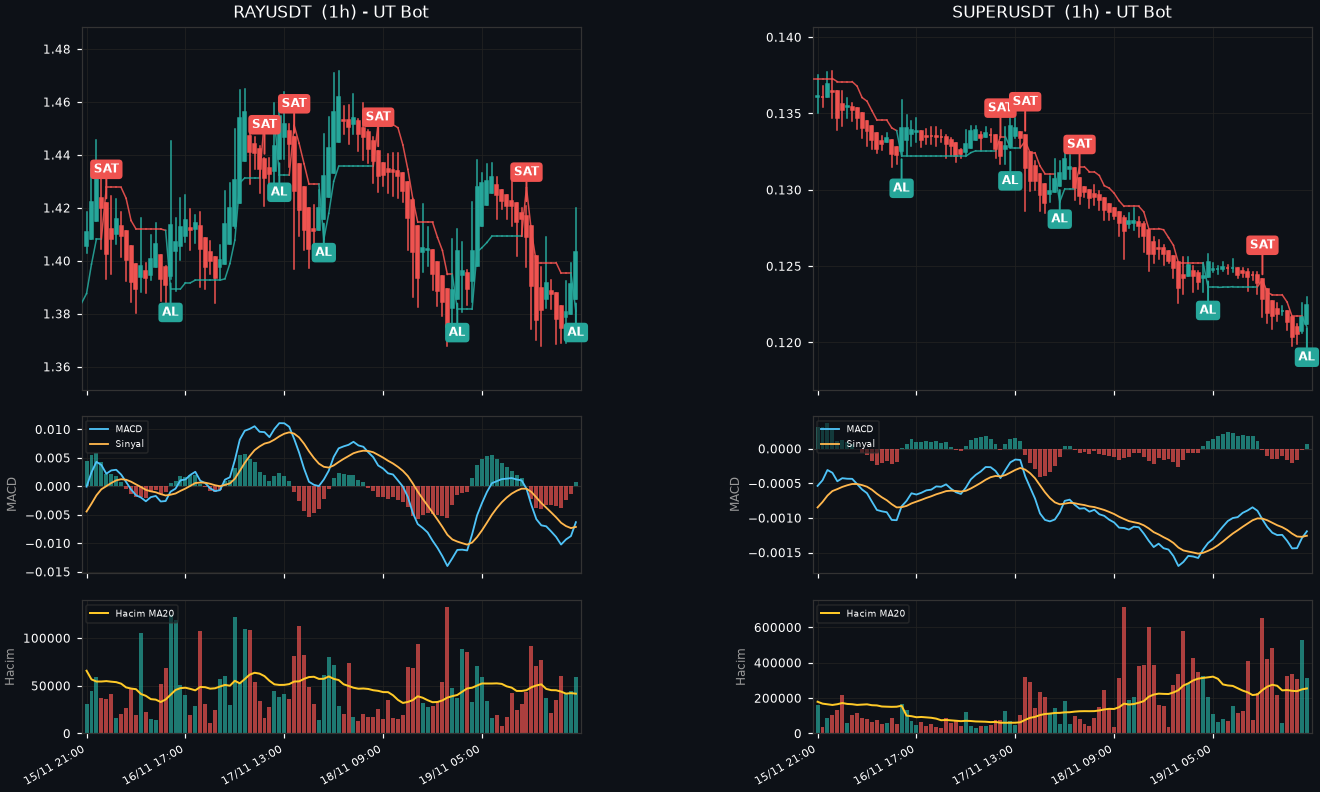 RAYUSDT (1h) - UT Bot
1.48
1.46
1.44
1.42
1.40
1.38
1.36
SAT
AL
SAT
AL
SAT
AL
SAT
AL
SAT
AL
MACD
0.010
0.005
0.000
−0.005
−0.010
−0.015
MACD
Sinyal
Hacim
100000
50000
0
Hacim MA20
15/11 21:00
16/11 17:00
17/11 13:00
18/11 09:00
19/11 05:00
SUPERUSDT (1h) - UT Bot
0.140
0.135
0.130
0.125
0.120
AL
SAT
AL
SAT
AL
SAT
AL
SAT
AL
MACD
0.0000
−0.0005
−0.0010
−0.0015
MACD
Sinyal
Hacim
600000
400000
200000
0
Hacim MA20
15/11 21:00
16/11 17:00
17/11 13:00
18/11 09:00
19/11 05:00